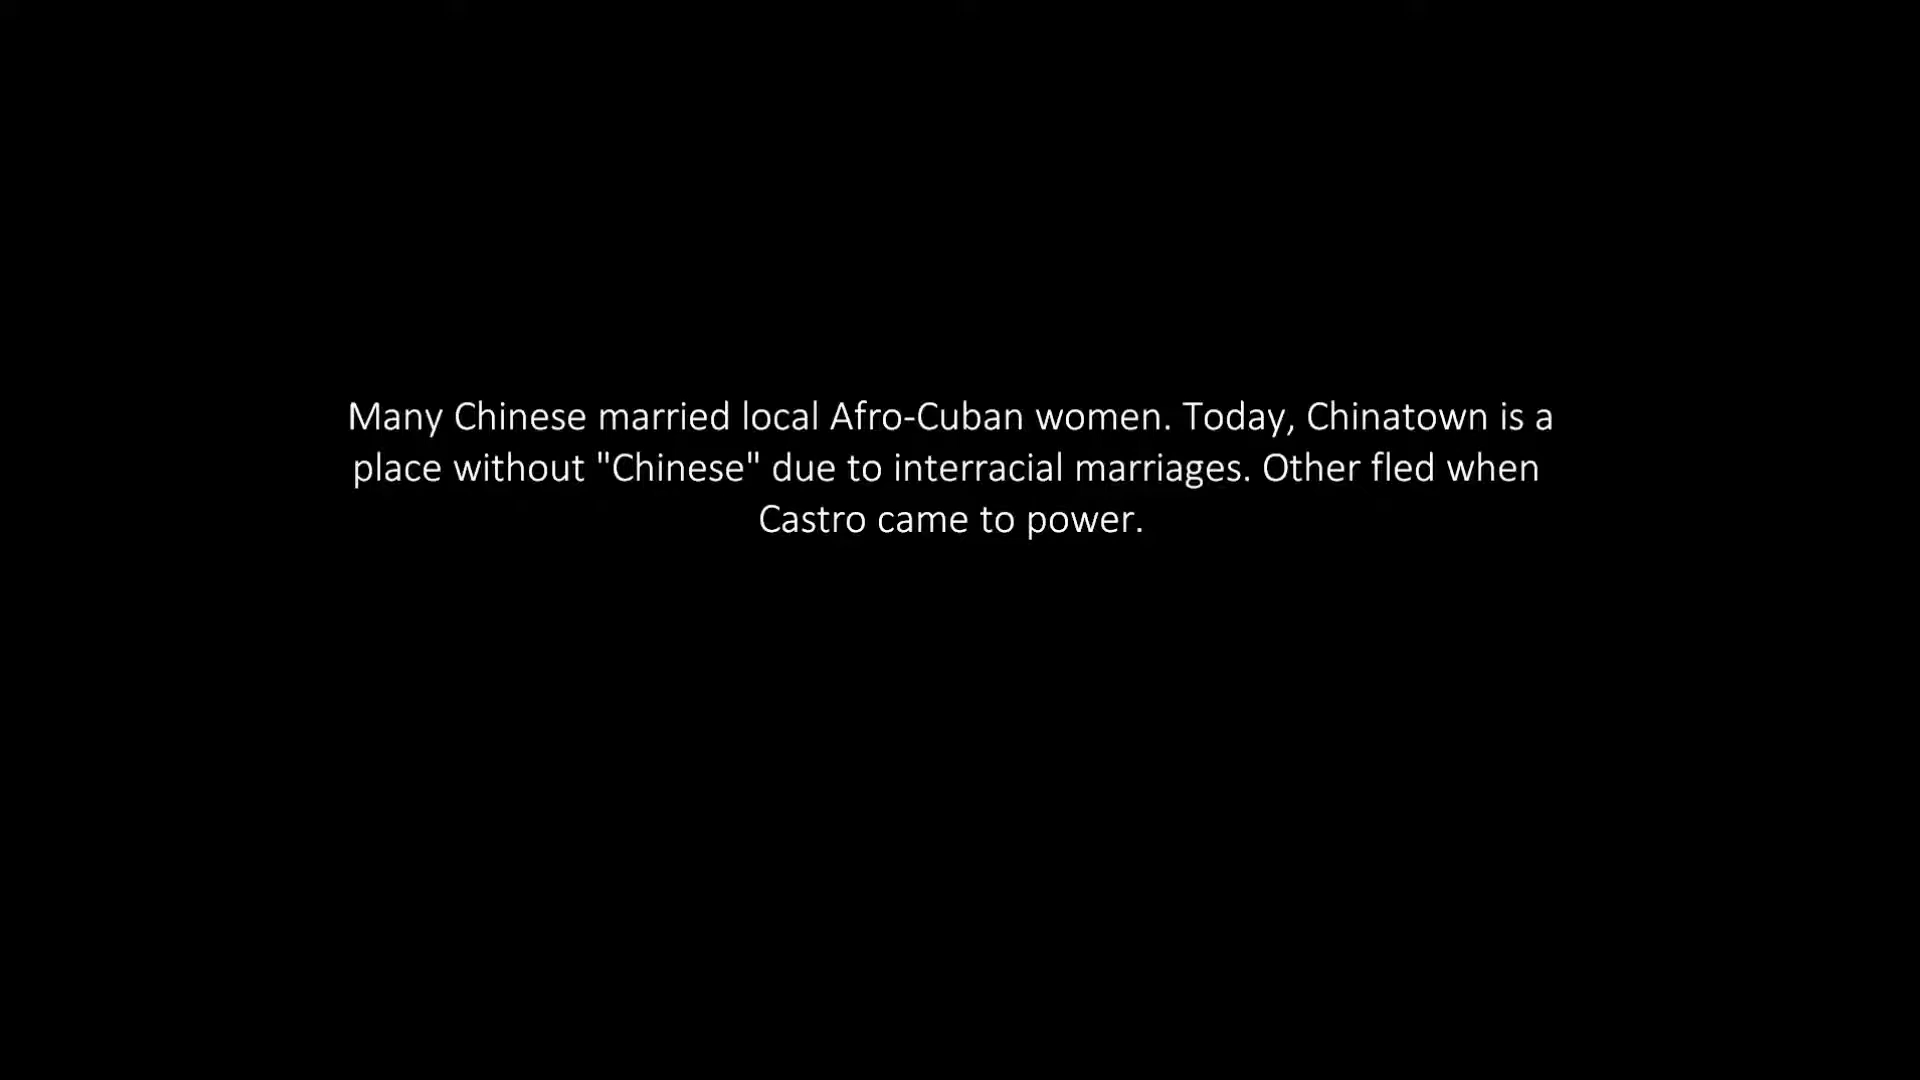 Many Chinese married local Afro-Cuban women. Today, Chinatown is a
place without "Chinese" due to interracial marriages. Other fled when
Castro came to power.